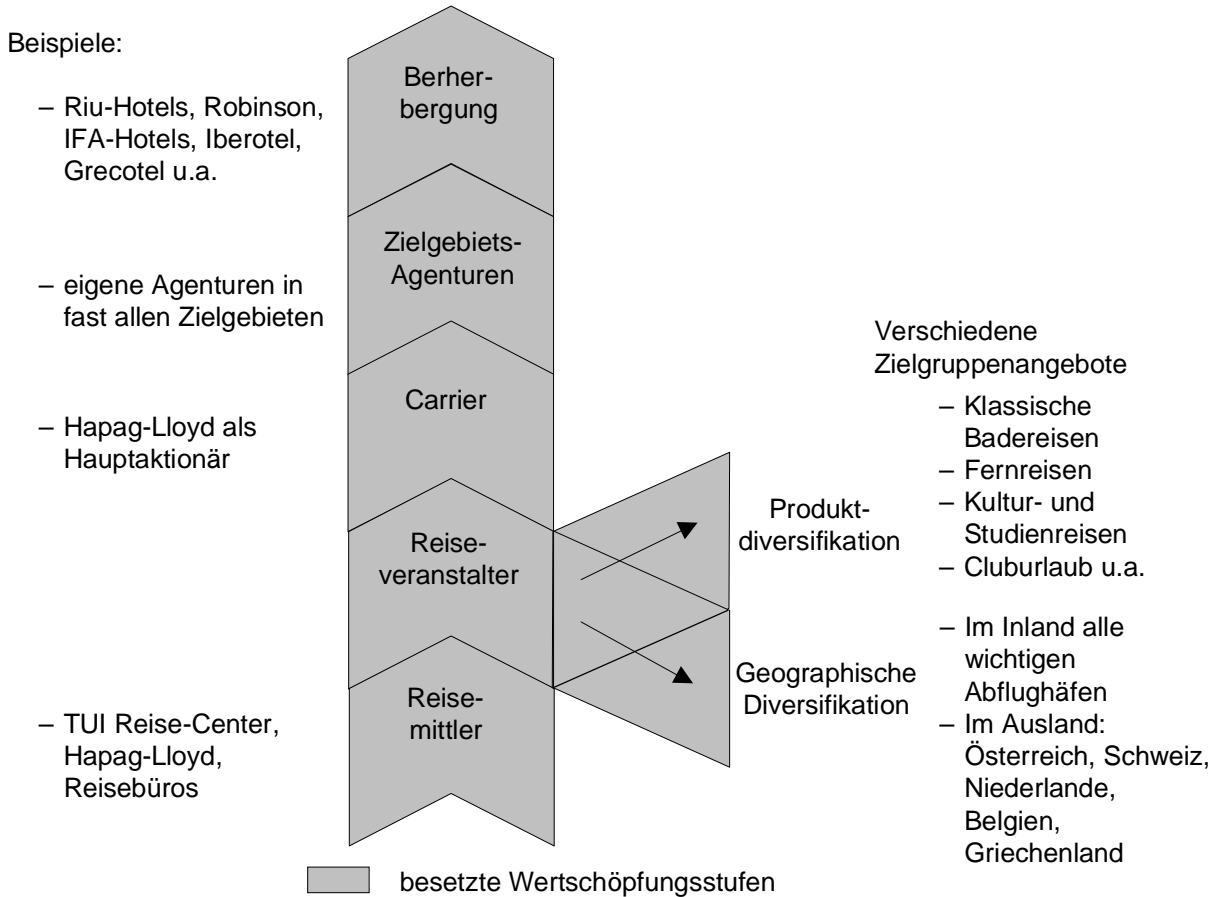 Beispiele:
– Riu-Hotels, Robinson,
IFA-Hotels, Iberotel,
Grecotel u.a.
– eigene Agenturen in
fast allen Zielgebieten
– Hapag-Lloyd als
Hauptaktionär
– TUI Reise-Center,
Hapag-Lloyd,
Reisebüros
Berher-
bergung
Zielgebiets-
Agenturen
Carrier
Reise-
veranstalter
Reise-
mittler
Produkt-
diversifikation
Geographische
Diversifikation
Verschiedene
Zielgruppenangebote
– Klassische
Badereisen
– Fernreisen
– Kultur- und
Studienreisen
– Cluburlaub u.a.
– Im Inland alle
wichtigen
Abflughäfen
– Im Ausland:
Österreich, Schweiz,
Niederlande,
Belgien,
Griechenland
besetzte Wertschöpfungsstufen